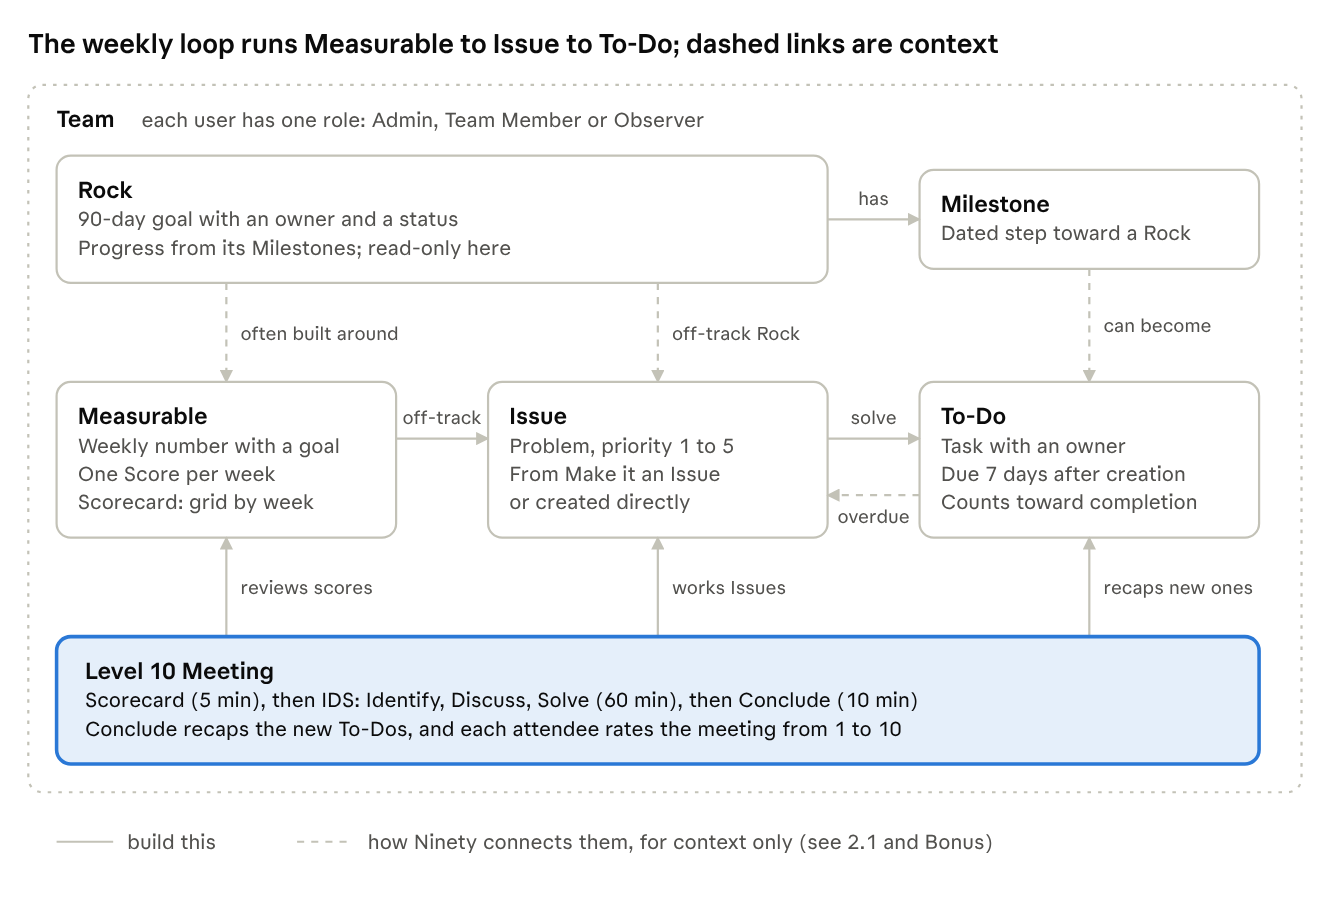 The weekly loop runs Measurable to Issue to To-Do; dashed links are context
Team each user has one role: Admin, Team Member or Observer
Rock
90-day goal with an owner and a status
Progress from its Milestones; read-only here
has
Milestone
Dated step toward a Rock
often built around
off-track Rock
can become
Measurable
Weekly number with a goal
One Score per week
Scorecard: grid by week
off-track
Issue
Problem, priority 1 to 5
From Make it an Issue
or created directly
solve
overdue
To-Do
Task with an owner
Due 7 days after creation
Counts toward completion
reviews scores
works Issues
recaps new ones
Level 10 Meeting
Scorecard (5 min), then IDS: Identify, Discuss, Solve (60 min), then Conclude (10 min)
Conclude recaps the new To-Dos, and each attendee rates the meeting from 1 to 10
build this
how Ninety connects them, for context only (see 2.1 and Bonus)